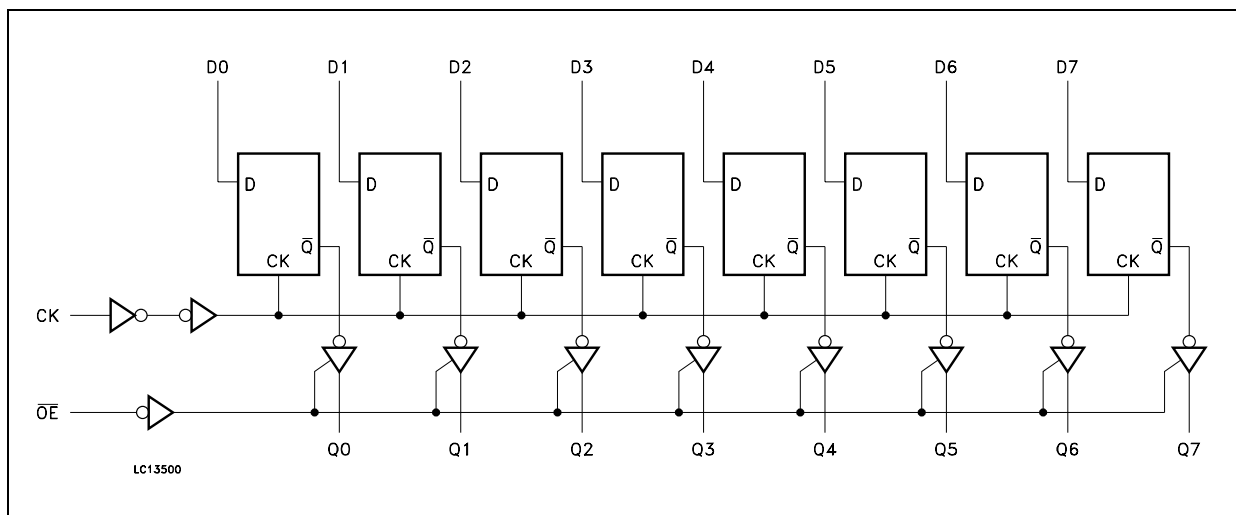 D0 D1 D2 D3 D4 D5 D6 D7
D D D D D D D D
Q̅ Q̅ Q̅ Q̅ Q̅ Q̅ Q̅ Q̅
CK CK CK CK CK CK CK CK
CK
O̅E̅
Q0 Q1 Q2 Q3 Q4 Q5 Q6 Q7
LC13500